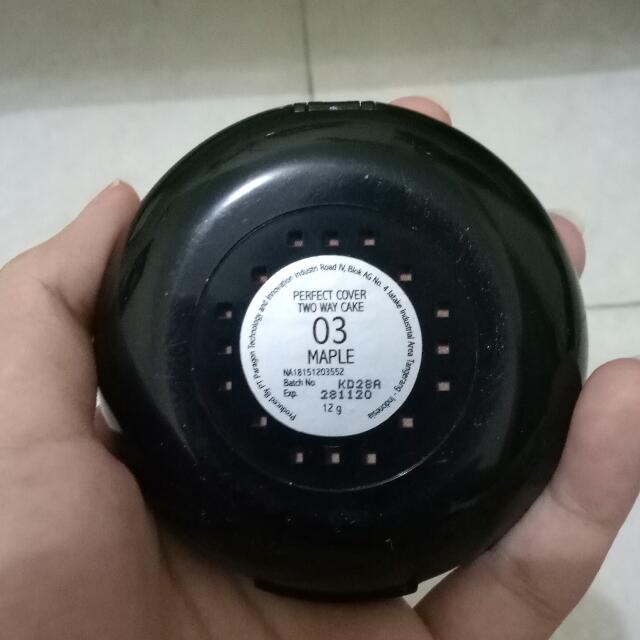 PERFECT COVER
TWO WAY CAKE
03
MAPLE
NA18151203552
Batch No. KD28A
Exp. 281120
12 g
Produced By PT Paragon Technology and Innovation Industri Road IV, Blok AG No. 4 Jatake Industrial Area Tangerang - Indonesia